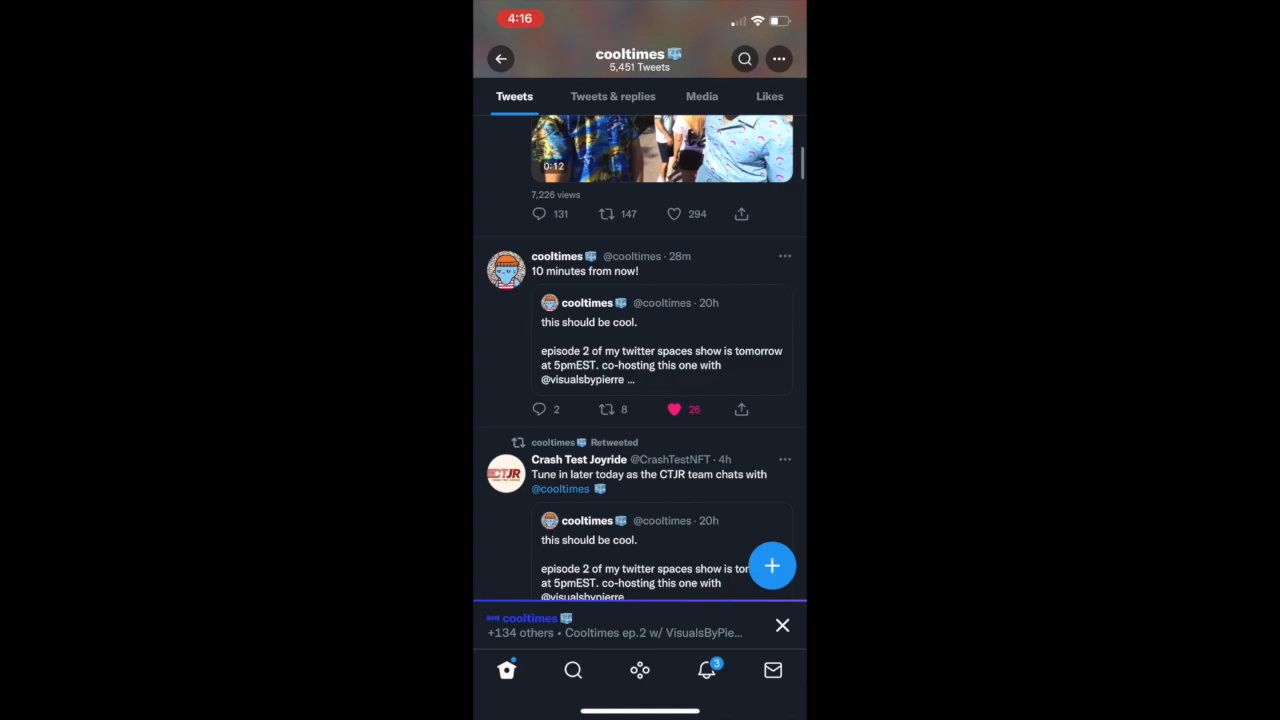 4:16
cooltimes
5,451 Tweets
Tweets Tweets & replies Media Likes
0:12
7,226 views
131 147 294
cooltimes @cooltimes · 28m
10 minutes from now!
cooltimes @cooltimes · 20h
this should be cool.
episode 2 of my twitter spaces show is tomorrow
at 5pmEST. co-hosting this one with
@visualsbypierre ...
2 8 26
cooltimes Retweeted
CTJR
Crash Test Joyride @CrashTestNFT · 4h
Tune in later today as the CTJR team chats with
@cooltimes
cooltimes @cooltimes · 20h
this should be cool.
episode 2 of my twitter spaces show is tor
at 5pmEST. co-hosting this one with
@visualsbypierre
cooltimes
+134 others • Cooltimes ep.2 w/ VisualsByPie...
3